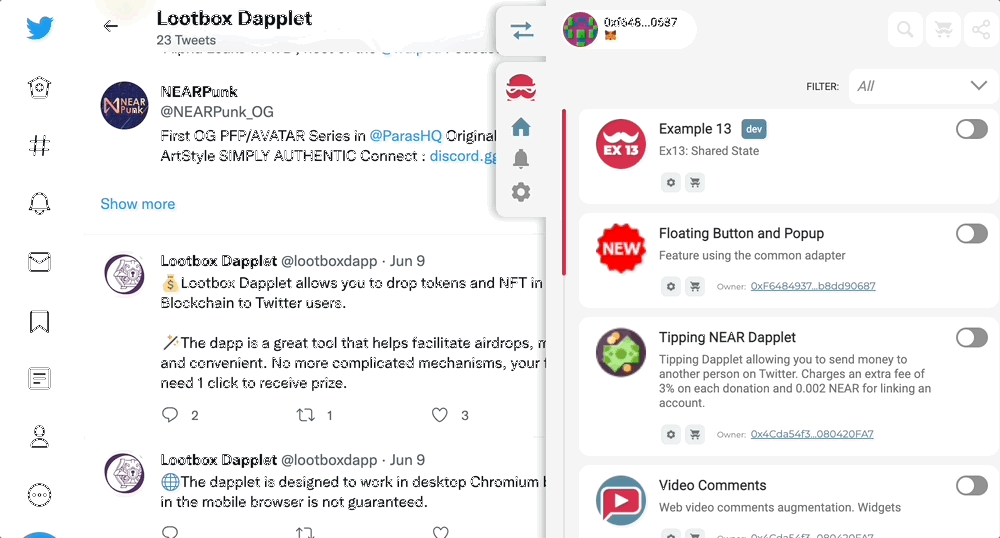 Lootbox Dapplet
23 Tweets
NEARPunk
@NEARPunk_OG
First OG PFP/AVATAR Series in @ParasHQ Original
ArtStyle SIMPLY AUTHENTIC Connect : discord.gg
Show more
Lootbox Dapplet @lootboxdapp · Jun 9
💰Lootbox Dapplet allows you to drop tokens and NFT in
Blockchain to Twitter users.
🪄The dapp is a great tool that helps facilitate airdrops, m
and convenient. No more complicated mechanisms, your f
need 1 click to receive prize.
2 1 3
Lootbox Dapplet @lootboxdapp · Jun 9
🌐The dapplet is designed to work in desktop Chromium b
in the mobile browser is not guaranteed.
0xf648...0687
FILTER: All
EX 13
Example 13 dev
Ex13: Shared State
NEW
Floating Button and Popup
Feature using the common adapter
Owner: 0xF6484937...b8dd90687
Tipping NEAR Dapplet
Tipping Dapplet allowing you to send money to
another person on Twitter. Charges an extra fee of
3% on each donation and 0.002 NEAR for linking an
account.
Owner: 0x4Cda54f3...080420FA7
Video Comments
Web video comments augmentation. Widgets